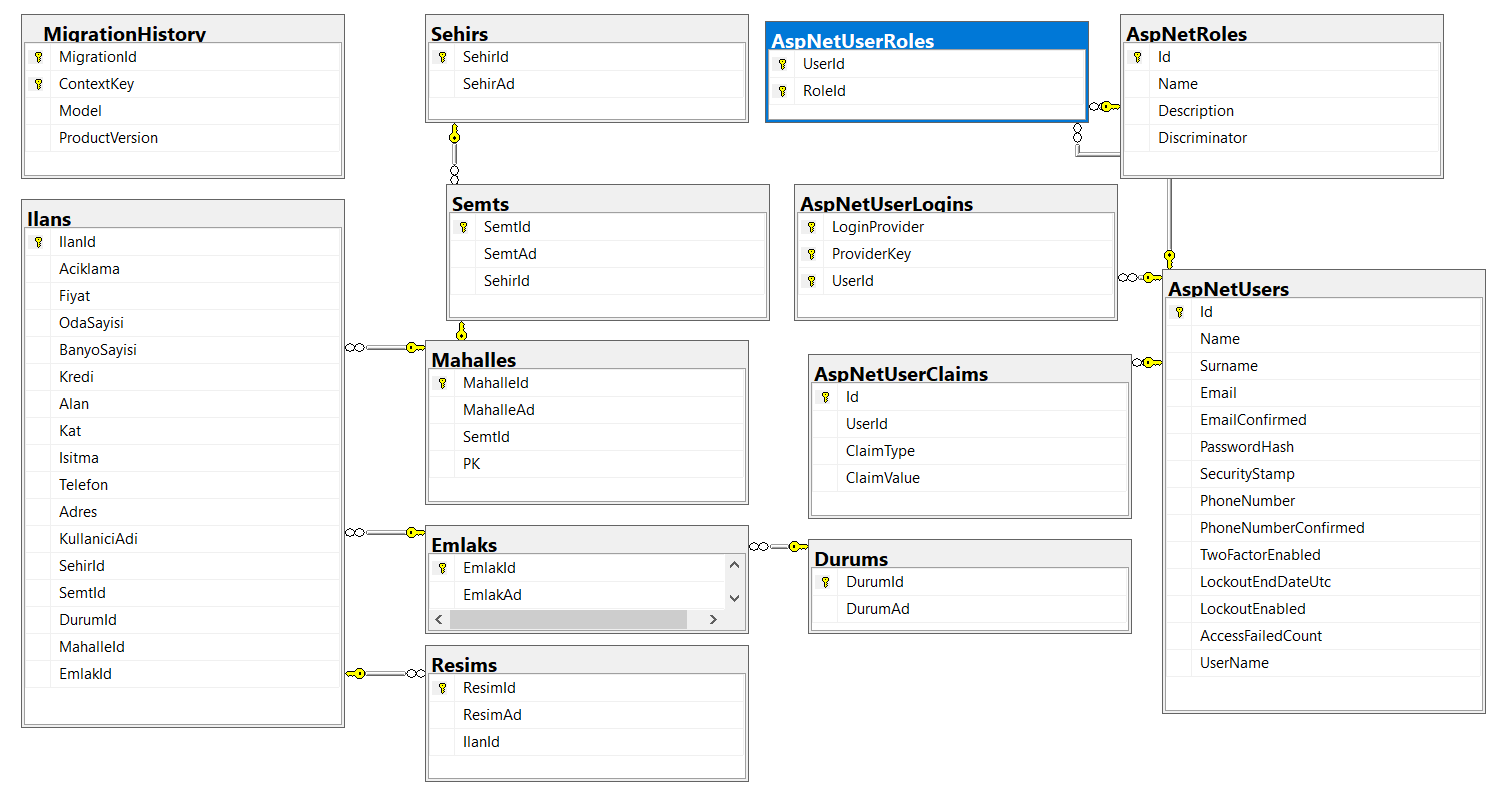 MigrationHistory
MigrationId
ContextKey
Model
ProductVersion
Sehirs
SehirId
SehirAd
AspNetUserRoles
UserId
RoleId
AspNetRoles
Id
Name
Description
Discriminator
Ilans
IlanId
Aciklama
Fiyat
OdaSayisi
BanyoSayisi
Kredi
Alan
Kat
Isitma
Telefon
Adres
KullaniciAdi
SehirId
SemtId
DurumId
MahalleId
EmlakId
Semts
SemtId
SemtAd
SehirId
AspNetUserLogins
LoginProvider
ProviderKey
UserId
AspNetUsers
Id
Name
Surname
Email
EmailConfirmed
PasswordHash
SecurityStamp
PhoneNumber
PhoneNumberConfirmed
TwoFactorEnabled
LockoutEndDateUtc
LockoutEnabled
AccessFailedCount
UserName
Mahalles
MahalleId
MahalleAd
SemtId
PK
AspNetUserClaims
Id
UserId
ClaimType
ClaimValue
Emlaks
EmlakId
EmlakAd
Durums
DurumId
DurumAd
Resims
ResimId
ResimAd
IlanId